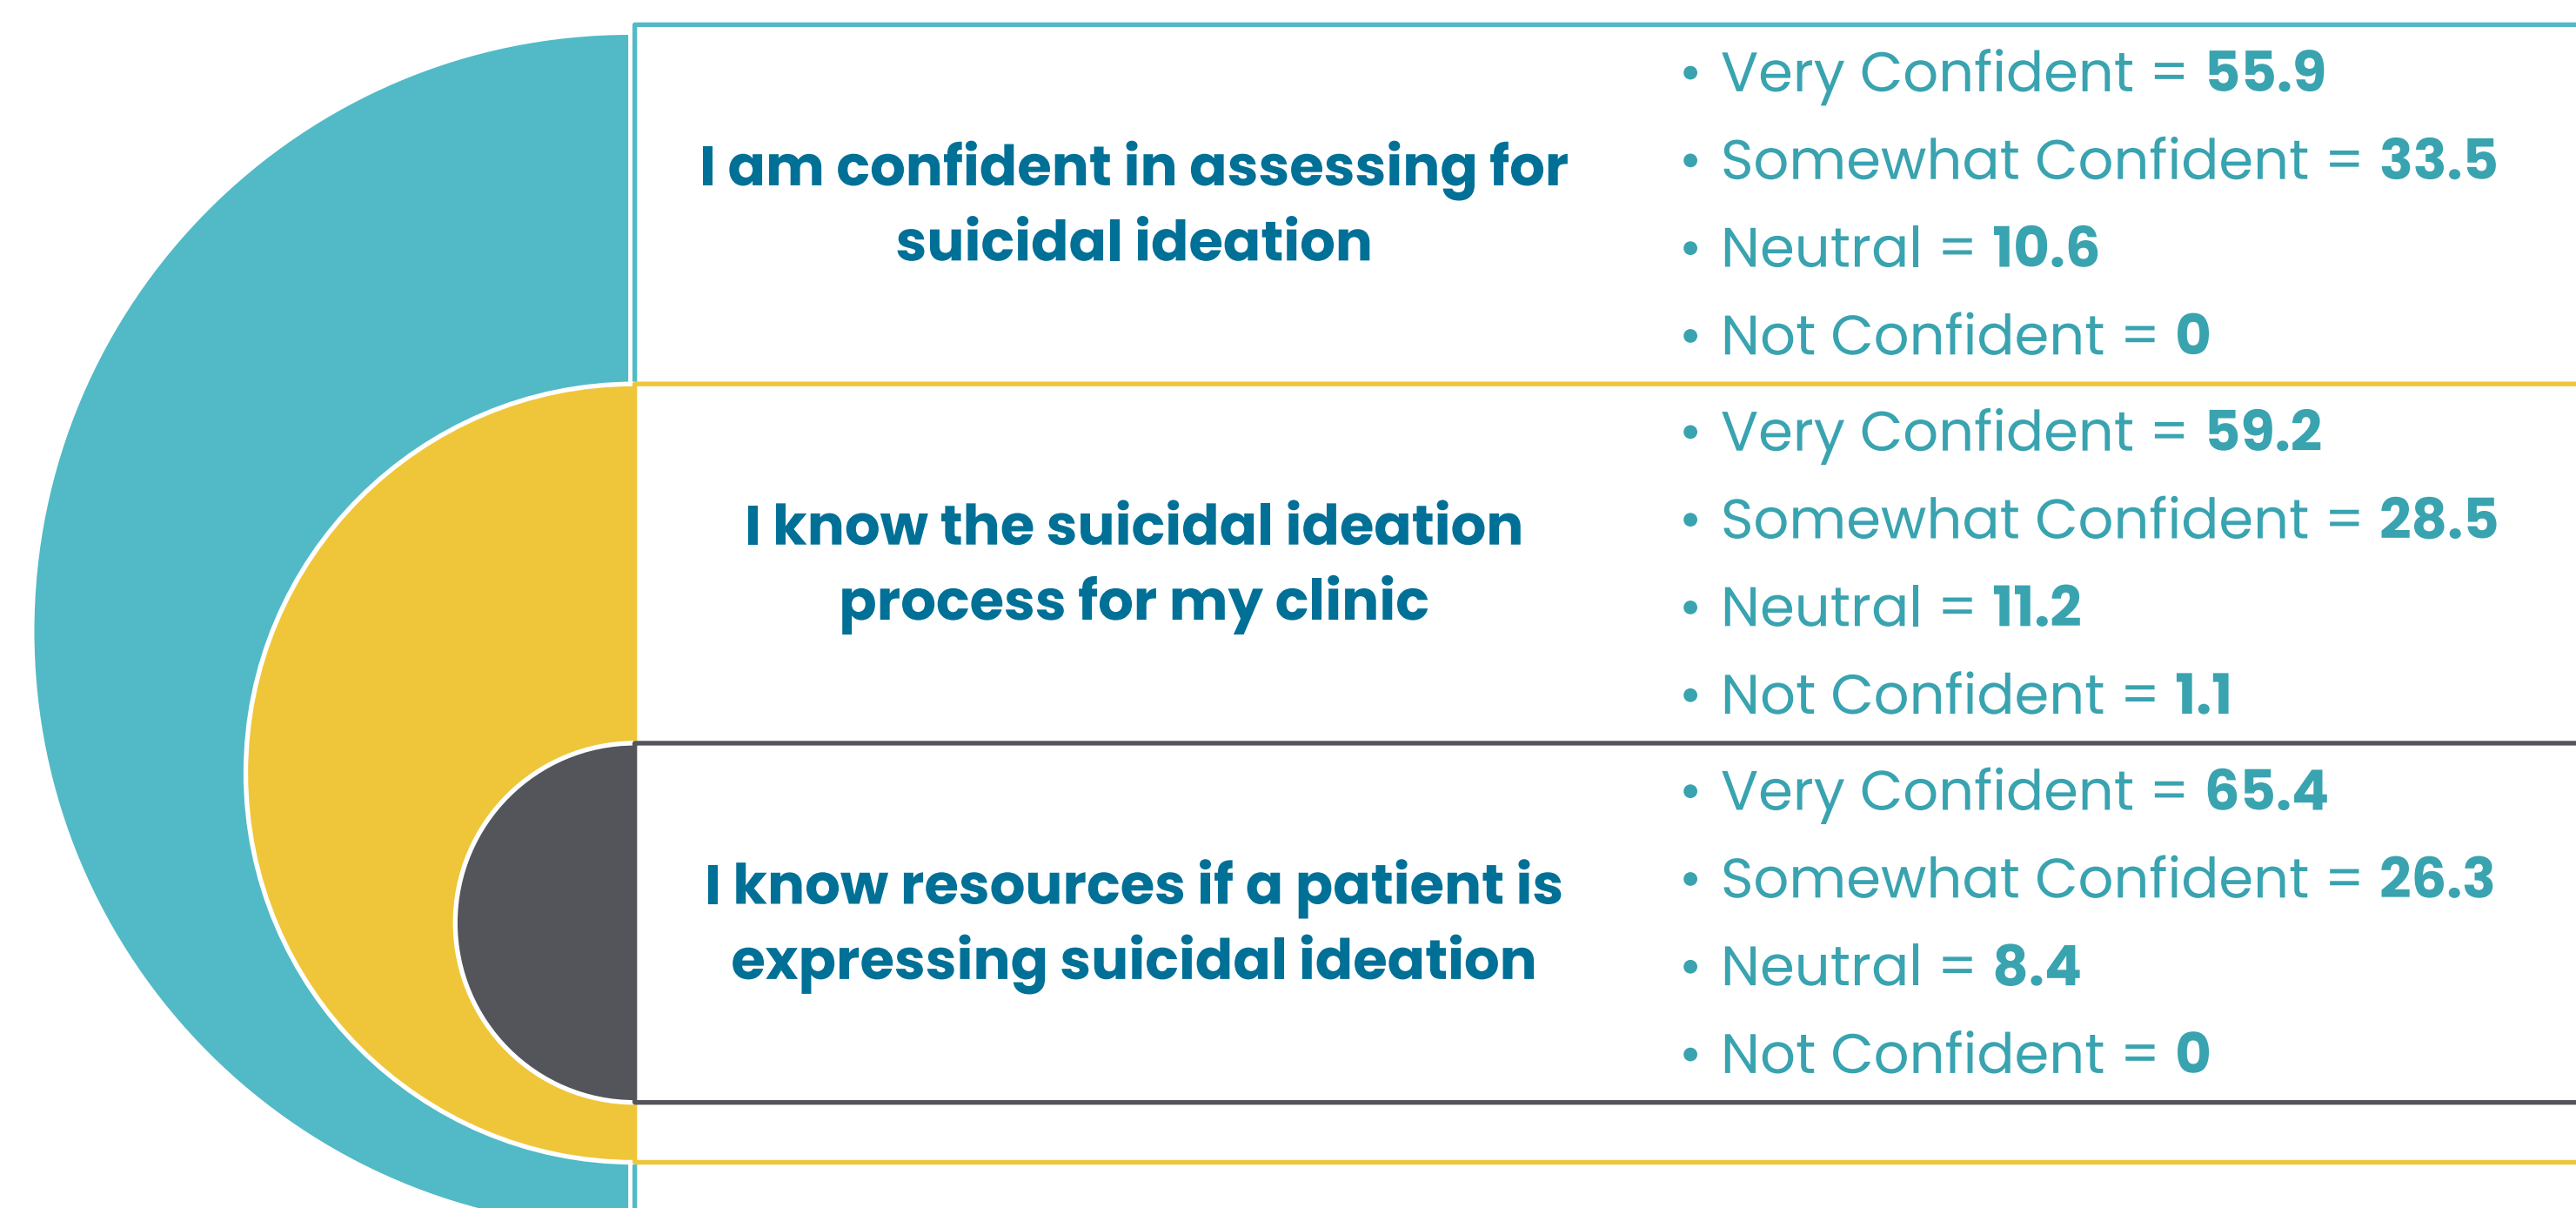 I am confident in assessing for
suicidal ideation
• Very Confident = 55.9
• Somewhat Confident = 33.5
• Neutral = 10.6
• Not Confident = 0
I know the suicidal ideation
process for my clinic
• Very Confident = 59.2
• Somewhat Confident = 28.5
• Neutral = 11.2
• Not Confident = 1.1
I know resources if a patient is
expressing suicidal ideation
• Very Confident = 65.4
• Somewhat Confident = 26.3
• Neutral = 8.4
• Not Confident = 0